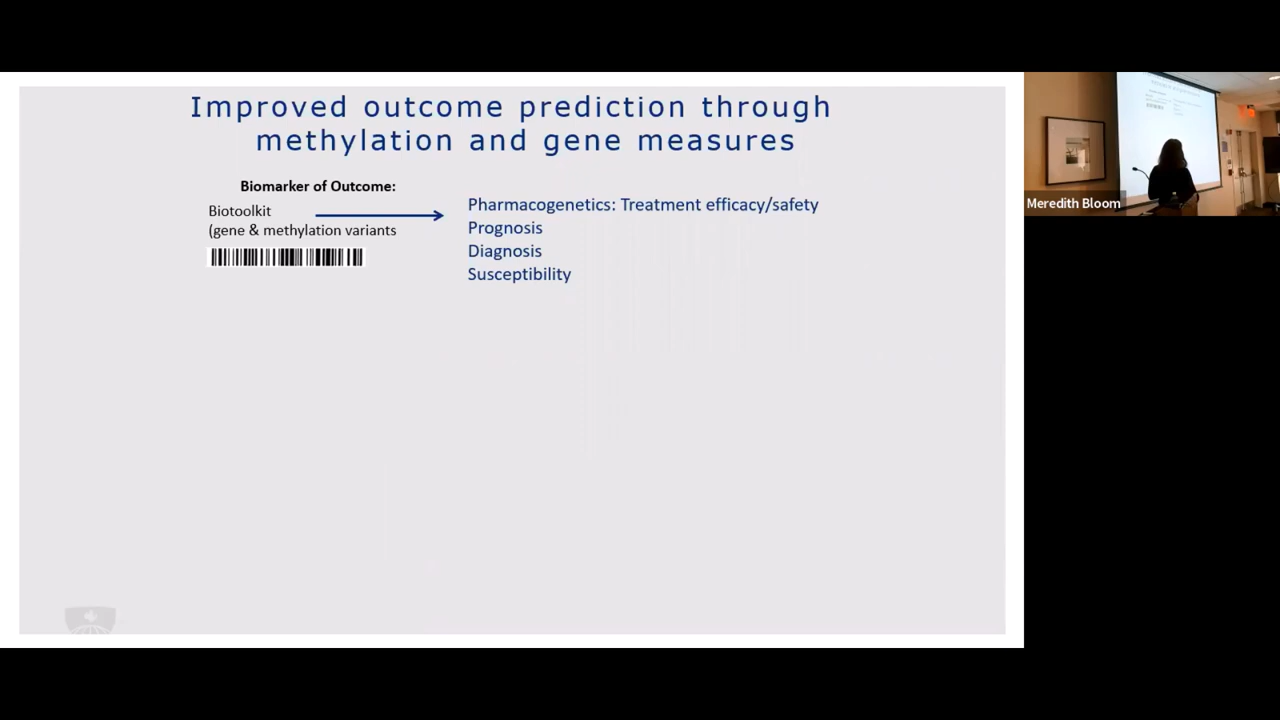 Improved outcome prediction through
methylation and gene measures
Biomarker of Outcome:
Biotoolkit
(gene & methylation variants
Pharmacogenetics: Treatment efficacy/safety
Prognosis
Diagnosis
Susceptibility
Meredith Bloom